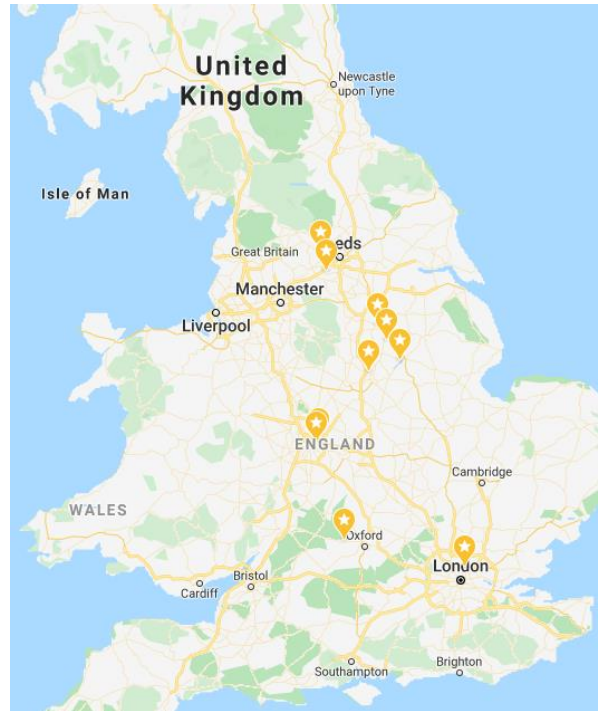 United
Kingdom
Newcastle
upon Tyne
Isle of Man
Great Britain
eds
Manchester
Liverpool
ENGLAND
Cambridge
WALES
Oxford
London
Cardiff
Bristol
Southampton
Brighton